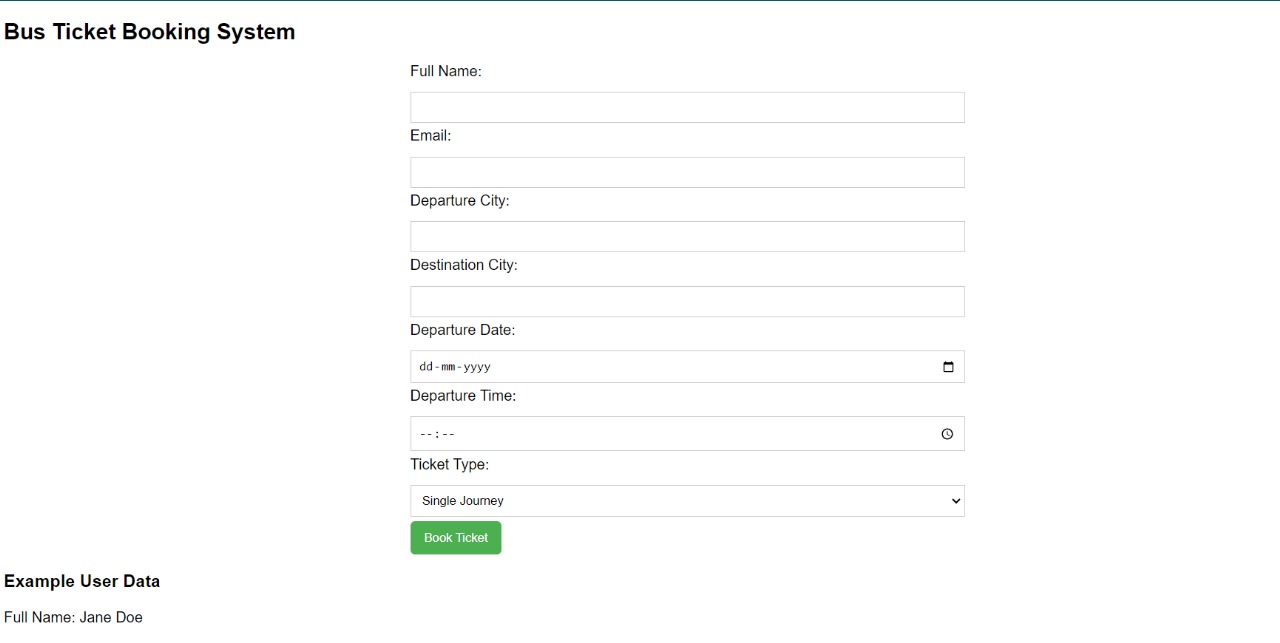 Bus Ticket Booking System
Full Name:
Email:
Departure City:
Destination City:
Departure Date:
dd-mm-yyyy
Departure Time:
--:--
Ticket Type:
Single Journey
Book Ticket
Example User Data
Full Name: Jane Doe